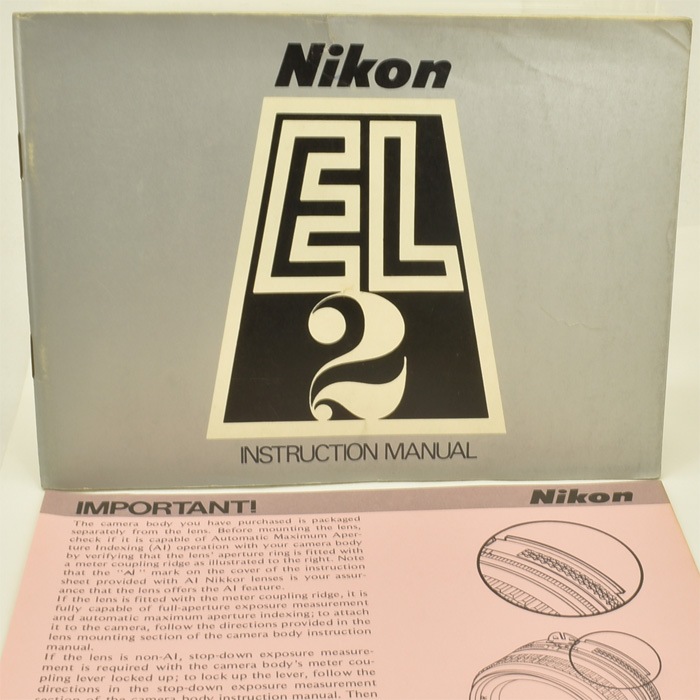 Nikon
EL
2
INSTRUCTION MANUAL
IMPORTANT!
Nikon
The camera body you have purchased is packaged
separately from the lens. Before mounting the lens,
check if it is capable of Automatic Maximum Aper-
ture Indexing (AI) operation with your camera body
by verifying that the lens' aperture ring is fitted with
a meter coupling ridge as illustrated to the right. Note
that the "AI" mark on the cover of the instruction
sheet provided with AI Nikkor lenses is your assur-
ance that the lens offers the AI feature.
If the lens is fitted with the meter coupling ridge, it is
fully capable of full-aperture exposure measurement
and automatic maximum aperture indexing; to attach
it to the camera, follow the directions provided in the
lens mounting section of the camera body instruction
manual.
If the lens is non-AI, stop-down exposure measure-
ment is required with the camera body's meter cou-
pling lever locked up; to lock up the lever, follow the
directions in the stop-down exposure measurement
section of the camera body instruction manual. Then